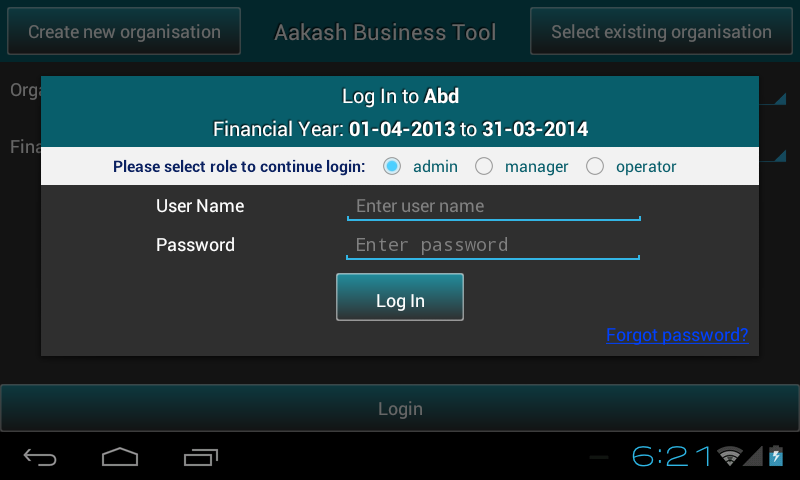 Create new organisation Aakash Business Tool Select existing organisation
Log In to Abd
Financial Year: 01-04-2013 to 31-03-2014
Please select role to continue login: admin manager operator
User Name Enter user name
Password Enter password
Log In
Forgot password?
Login
6:21